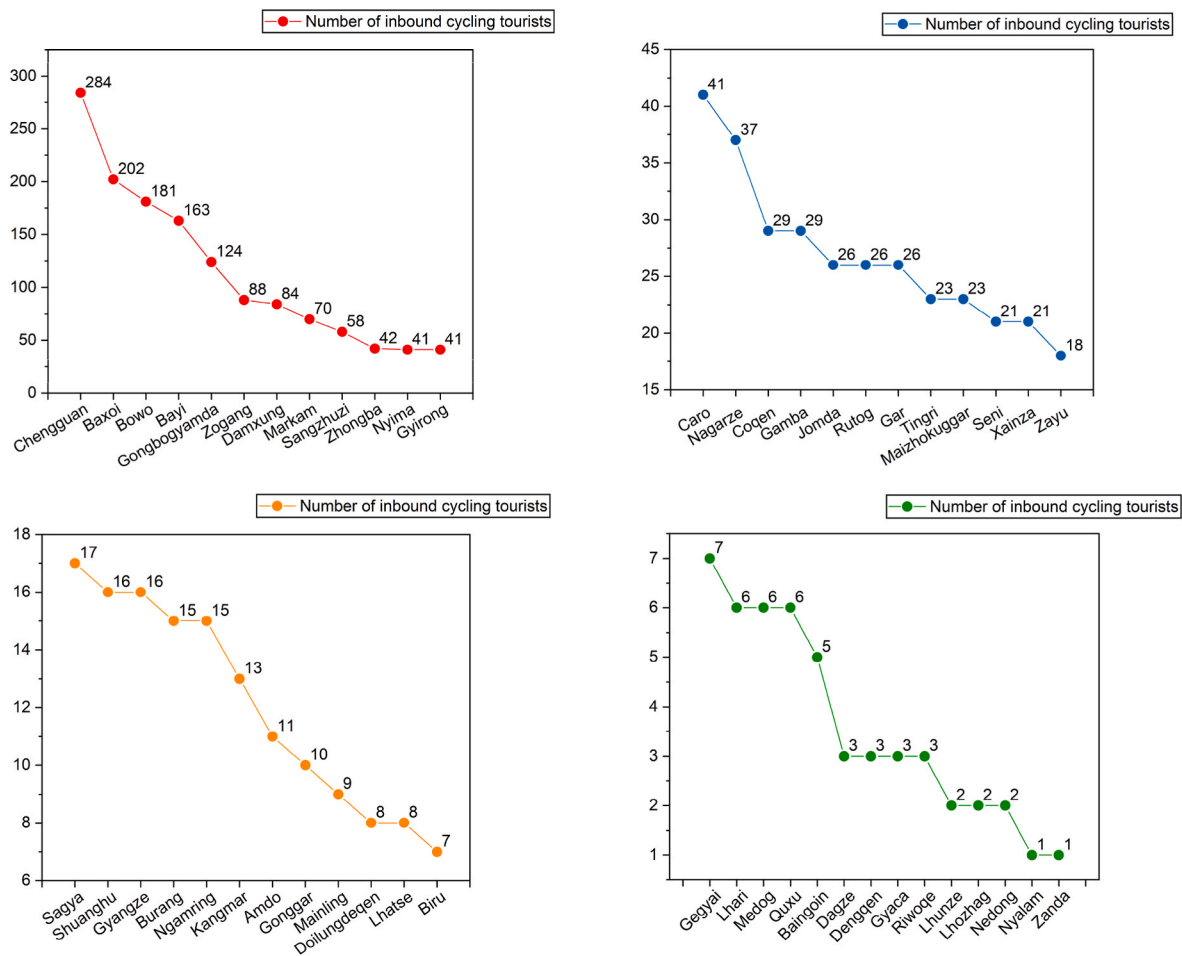 Number of inbound cycling tourists
300
250
200
150
100
50
0
284
202
181
163
124
88
84
70
58
42
41
41
Chengguan
Baxoi
Bowo
Bayi
Gongbogyamda
Zogang
Damxung
Markam
Sangzhuzi
Zhongba
Nyima
Gyirong
Number of inbound cycling tourists
45
40
35
30
25
20
15
41
37
29
29
26
26
26
23
23
21
21
18
Caro
Nagarze
Coqen
Gamba
Jomda
Rutog
Gar
Tingri
Maizhokuggar
Seni
Xainza
Zayu
Number of inbound cycling tourists
18
16
14
12
10
8
6
17
16
16
15
15
13
11
10
9
8
8
7
Sagya
Shuanghu
Gyangze
Burang
Ngamring
Kangmar
Amdo
Gonggar
Mainling
Doilungdeqen
Lhatse
Biru
Number of inbound cycling tourists
7
6
5
4
3
2
1
7
6
6
6
5
3
3
3
3
2
2
2
1
1
Gegyai
Lhari
Medog
Quxu
Baingoin
Dagze
Dengqen
Gyaca
Riwoqe
Lhunze
Lhozhag
Nedong
Nyalam
Zanda